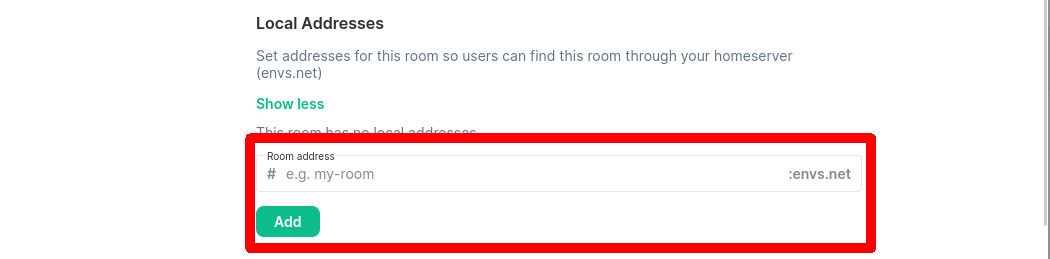 Local Addresses
Set addresses for this room so users can find this room through your homeserver
(envs.net)
Show less
This room has no local addresses
Room address
# e.g. my-room :envs.net
Add